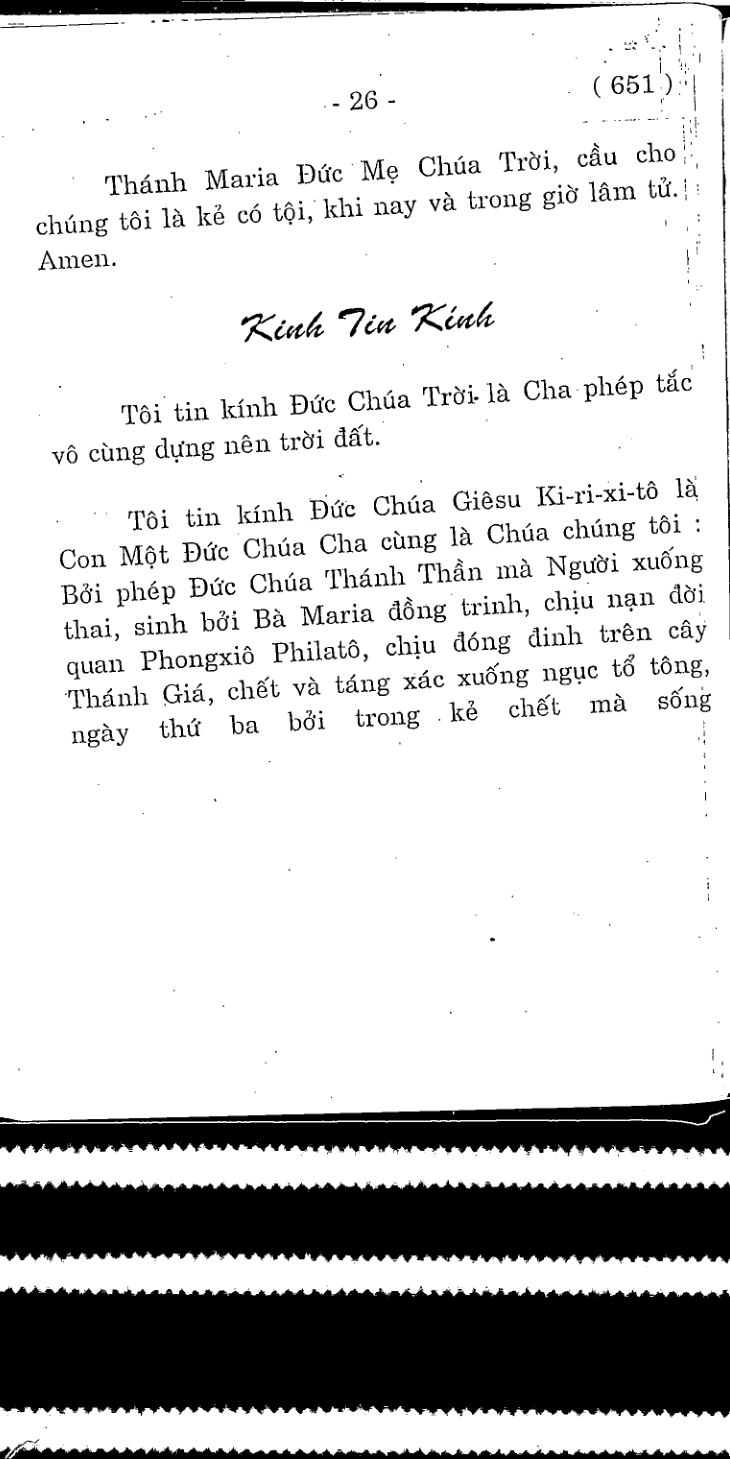 - 26 -
( 651 )
Thánh Maria Đức Mẹ Chúa Trời, cầu cho
chúng tôi là kẻ có tội, khi nay và trong giờ lâm tử.
Amen.
Kinh Tin Kính
Tôi tin kính Đức Chúa Trời là Cha phép tắc
vô cùng dựng nên trời đất.
Tôi tin kính Đức Chúa Giêsu Ki-ri-xi-tô là
Con Một Đức Chúa Cha cùng là Chúa chúng tôi :
Bởi phép Đức Chúa Thánh Thần mà Người xuống
thai, sinh bởi Bà Maria đồng trinh, chịu nạn đời
quan Phongxiô Philatô, chịu đóng đinh trên cây
Thánh Giá, chết và táng xác xuống ngục tổ tông,
ngày thứ ba bởi trong kẻ chết mà sống